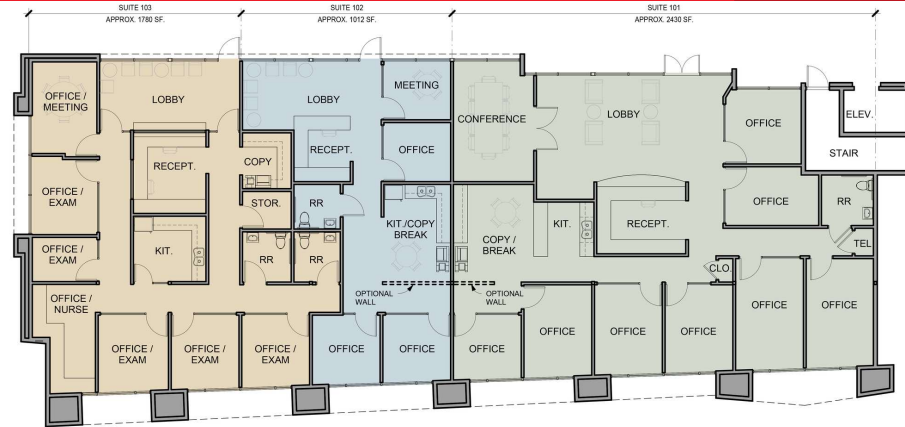 SUITE 103
APPROX. 1780 SF.
SUITE 102
APPROX. 1012 SF.
SUITE 101
APPROX. 2430 SF.
OFFICE /
MEETING
LOBBY
LOBBY
MEETING
CONFERENCE
LOBBY
OFFICE
ELEV.
STAIR
RECEPT.
COPY
RECEPT.
OFFICE
OFFICE /
EXAM
STOR.
RR
KIT./COPY
BREAK
COPY /
BREAK
KIT.
RECEPT.
OFFICE
RR
TEL
OFFICE /
EXAM
KIT.
RR
RR
CLO.
OPTIONAL
WALL
OPTIONAL
WALL
OFFICE /
NURSE
OFFICE /
EXAM
OFFICE /
EXAM
OFFICE /
EXAM
OFFICE
OFFICE
OFFICE
OFFICE
OFFICE
OFFICE
OFFICE
OFFICE